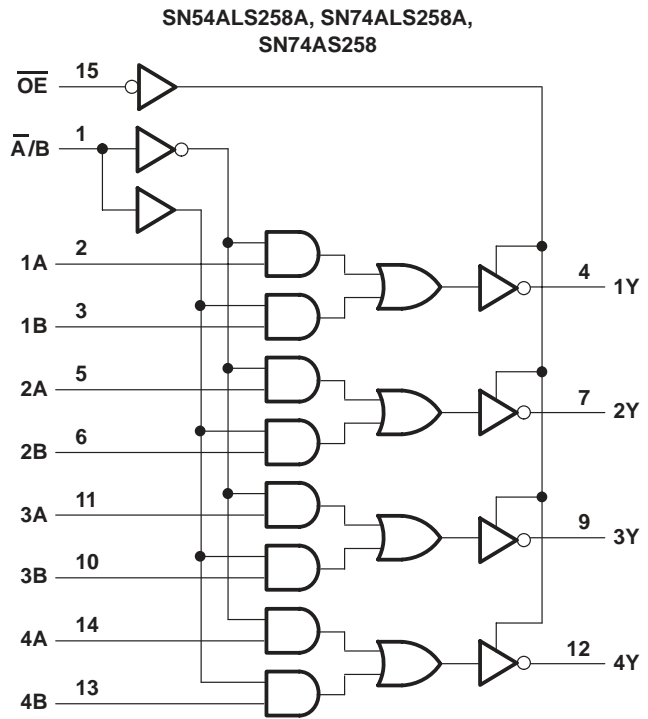 SN54ALS258A, SN74ALS258A,
SN74AS258
O̅E̅ 15
A̅/B 1
1A 2
4 1Y
1B 3
2A 5
7 2Y
2B 6
3A 11
9 3Y
3B 10
4A 14
12 4Y
4B 13